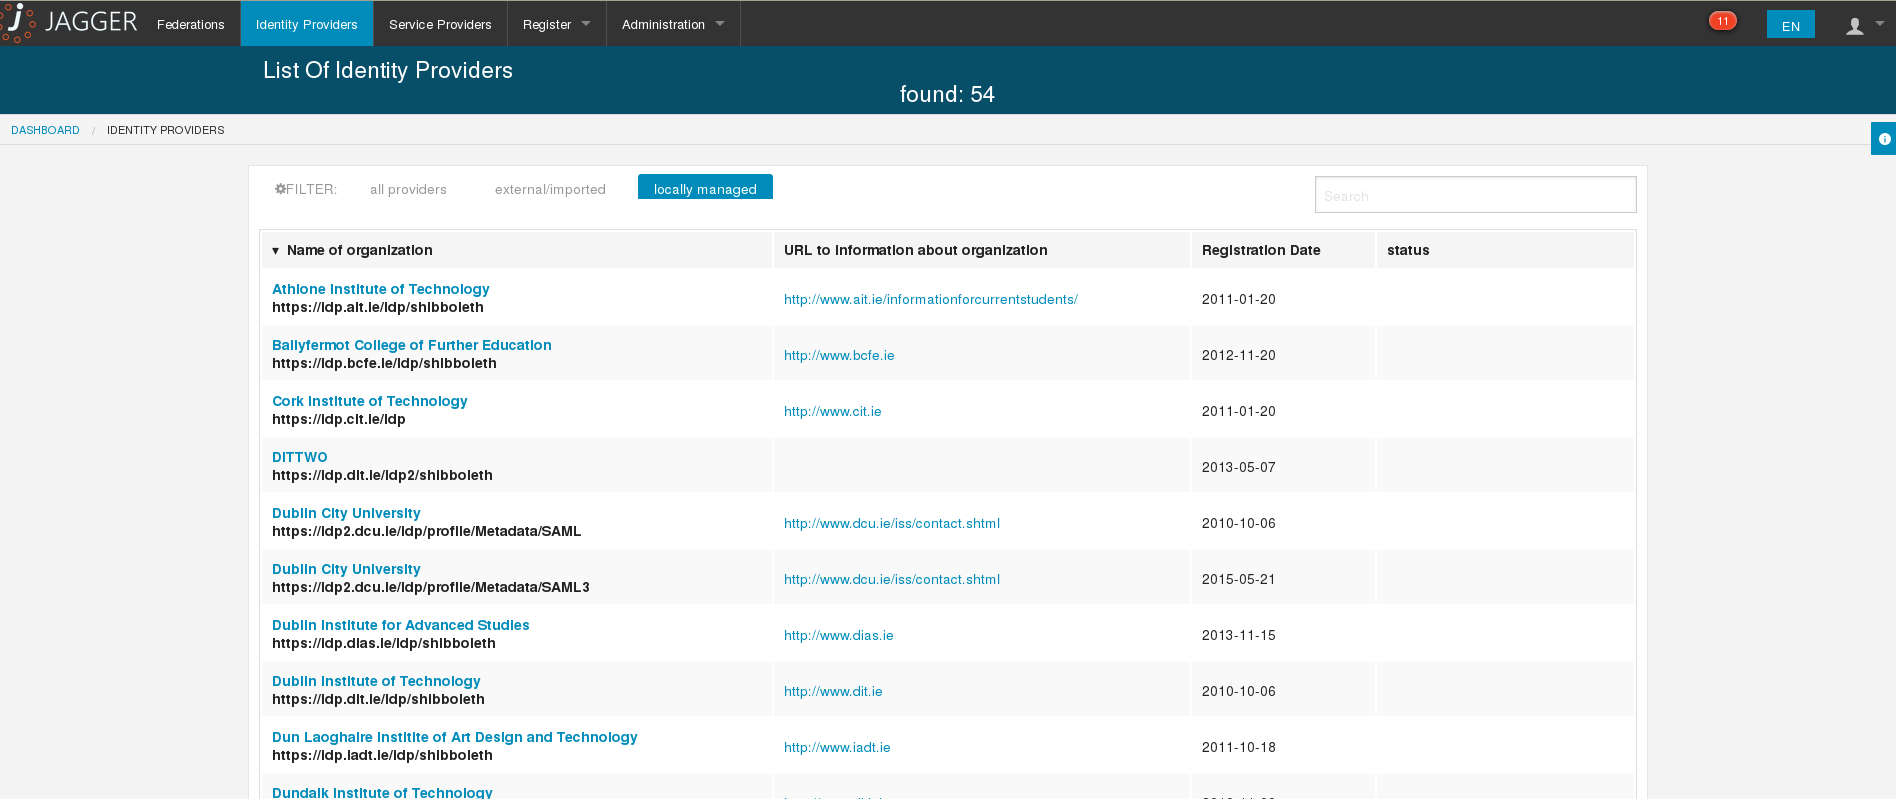 JAGGER Federations Identity Providers Service Providers Register Administration 11 EN
List Of Identity Providers
found: 54
DASHBOARD / IDENTITY PROVIDERS
FILTER: all providers external/imported locally managed Search
▼ Name of organization URL to information about organization Registration Date status
Athlone Institute of Technology
https://idp.ait.ie/idp/shibboleth
http://www.ait.ie/informationforcurrentstudents/ 2011-01-20
Ballyfermot College of Further Education
https://idp.bcfe.ie/idp/shibboleth
http://www.bcfe.ie 2012-11-20
Cork Institute of Technology
https://idp.cit.ie/idp
http://www.cit.ie 2011-01-20
DITTWO
https://idp.dit.ie/idp2/shibboleth
2013-05-07
Dublin City University
https://idp2.dcu.ie/idp/profile/Metadata/SAML
http://www.dcu.ie/iss/contact.shtml 2010-10-06
Dublin City University
https://idp2.dcu.ie/idp/profile/Metadata/SAML3
http://www.dcu.ie/iss/contact.shtml 2015-05-21
Dublin Institute for Advanced Studies
https://idp.dias.ie/idp/shibboleth
http://www.dias.ie 2013-11-15
Dublin Institute of Technology
https://idp.dit.ie/idp/shibboleth
http://www.dit.ie 2010-10-06
Dun Laoghaire Institite of Art Design and Technology
https://idp.iadt.ie/idp/shibboleth
http://www.iadt.ie 2011-10-18
Dundalk Institute of Technology